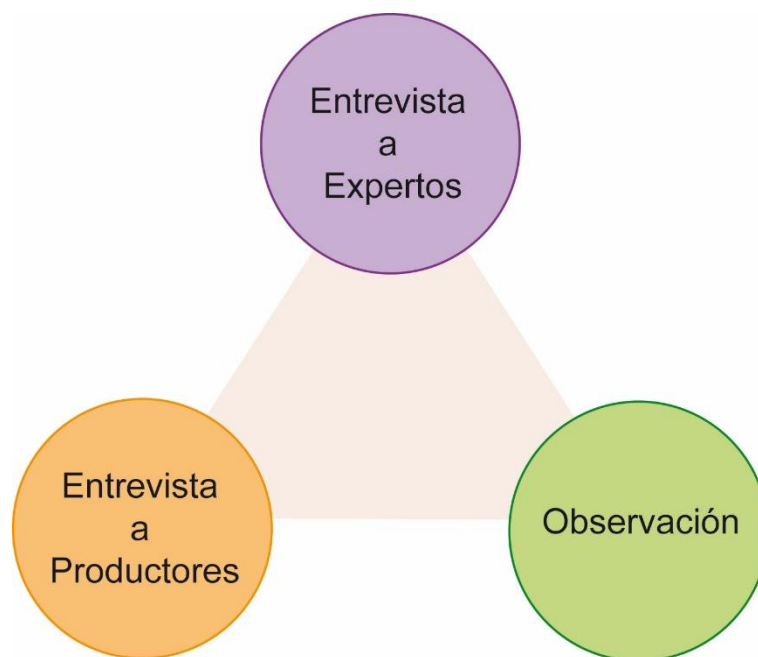 Entrevista
a
Expertos
Entrevista
a
Productores
Observación